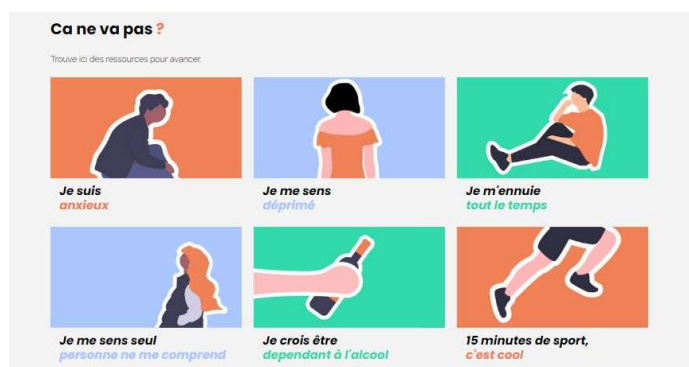 Ca ne va pas ?
Trouve ici des ressources pour avancer.
Je suis
anxieux
Je me sens
déprimé
Je m'ennuie
tout le temps
Je me sens seul
personne ne me comprend
Je crois être
dependant à l'alcool
15 minutes de sport,
c'est cool